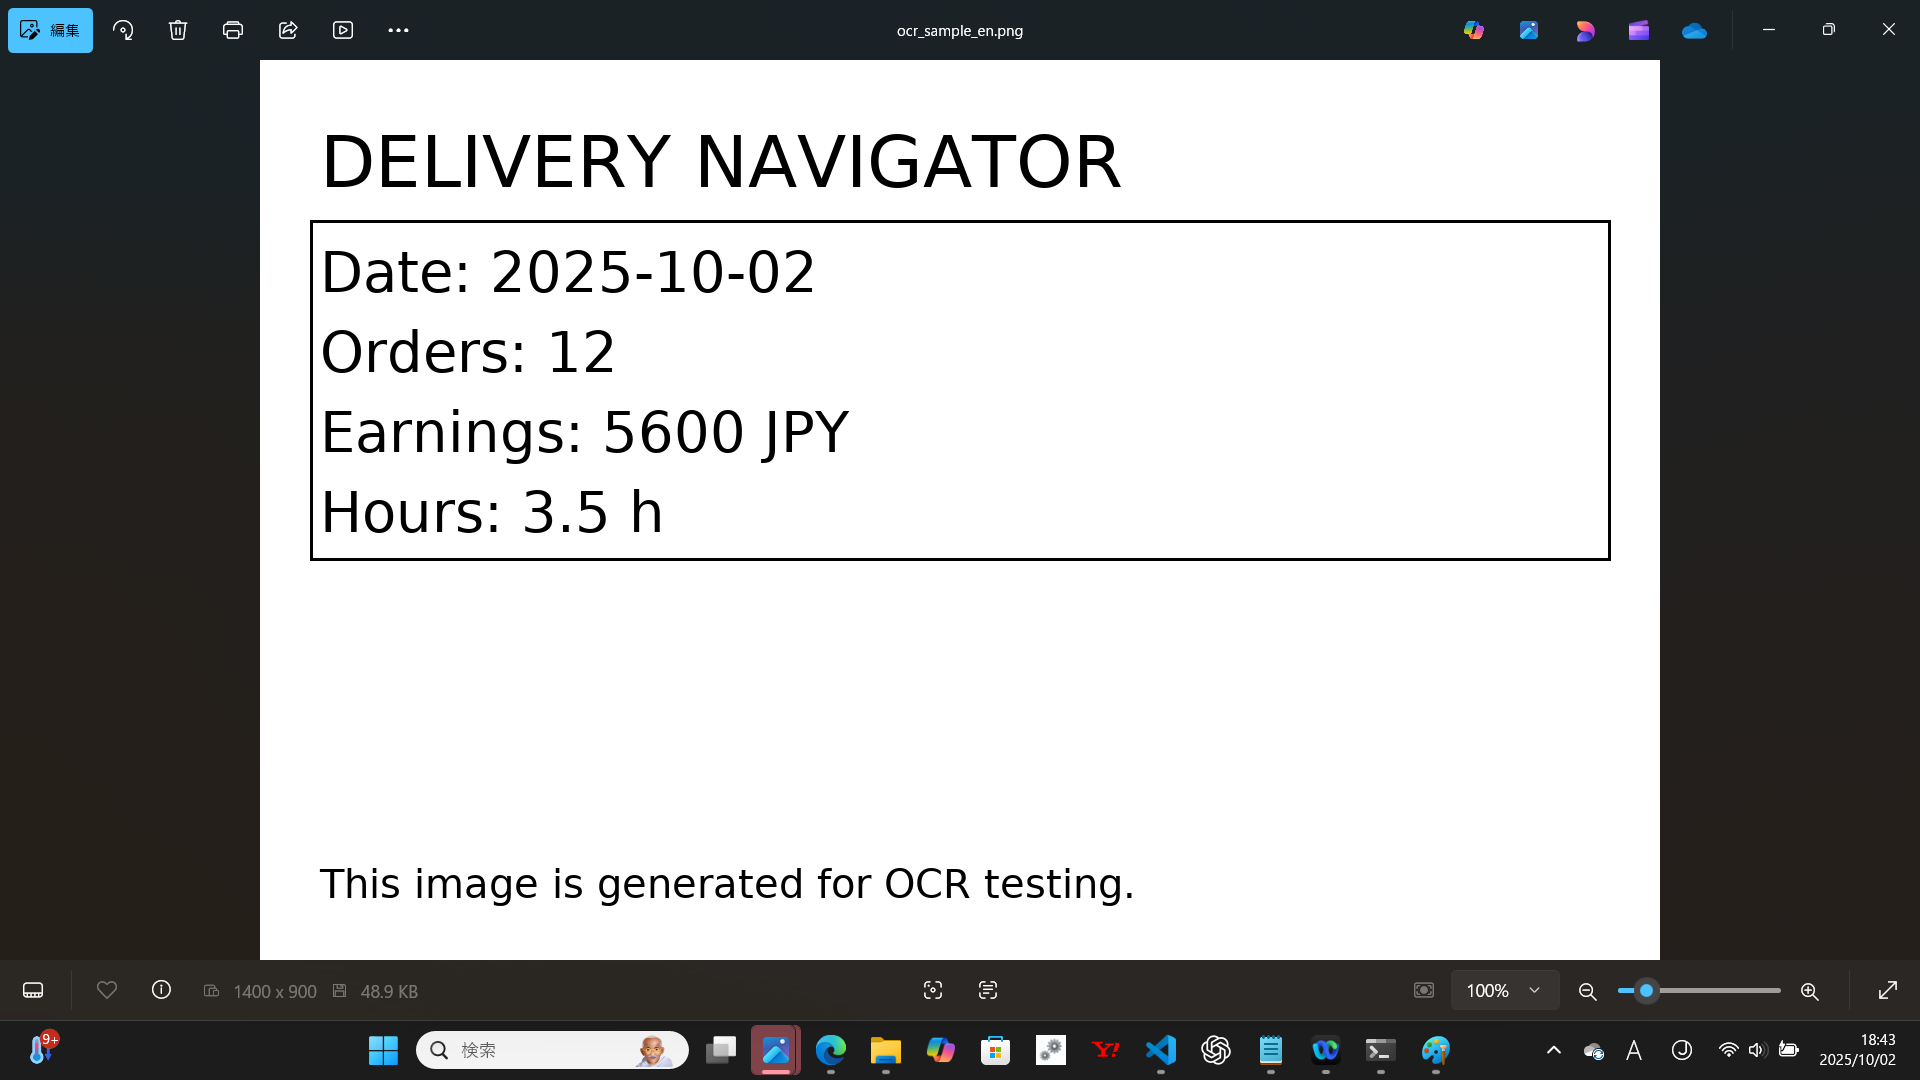 編集
ocr_sample_en.png
DELIVERY NAVIGATOR
Date: 2025-10-02
Orders: 12
Earnings: 5600 JPY
Hours: 3.5 h
This image is generated for OCR testing.
1400 x 900
48.9 KB
100%
9+
検索
Y!
A
J
18:43
2025/10/02